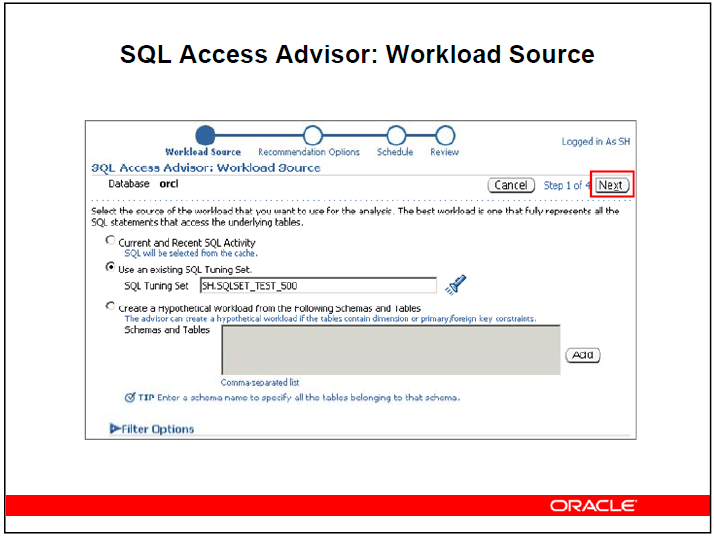 SQL Access Advisor: Workload Source
Workload Source Recommendation Options Schedule Review
Logged in As SH
SQL Access Advisor: Workload Source
Database orcl
Cancel Step 1 of 4 Next
Select the source of the workload that you want to use for the analysis. The best workload is one that fully represents all the
SQL statements that access the underlying tables.
Current and Recent SQL Activity
SQL will be selected from the cache.
Use an existing SQL Tuning Set.
SQL Tuning Set SH.SQLSET_TEST_500
Create a Hypothetical Workload from the Following Schemas and Tables
The advisor can create a hypothetical workload if the tables contain dimension or primary/foreign key constraints.
Schemas and Tables
Add
Comma-separated list
TIP Enter a schema name to specify all the tables belonging to that schema.
Filter Options
ORACLE